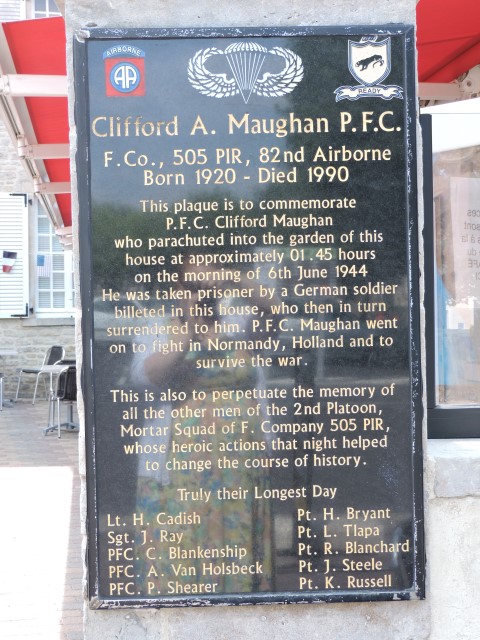 AIRBORNE
AA
READY
Clifford A. Maughan P.F.C.
F.Co., 505 PIR, 82nd Airborne
Born 1920 - Died 1990
This plaque is to commemorate
P.F.C. Clifford Maughan
who parachuted into the garden of this
house at approximately 01.45 hours
on the morning of 6th June 1944
He was taken prisoner by a German soldier
billeted in this house, who then in turn
surrendered to him. P.F.C. Maughan went
on to fight in Normandy, Holland and to
survive the war.
This is also to perpetuate the memory of
all the other men of the 2nd Platoon,
Mortar Squad of F. Company 505 PIR,
whose heroic actions that night helped
to change the course of history.
Truly their Longest Day
Lt. H. Cadish
Sgt. J. Ray
PFC. C. Blankenship
PFC. A. Van Holsbeck
PFC. P. Shearer
Pt. H. Bryant
Pt. L. Tlapa
Pt. R. Blanchard
Pt. J. Steele
Pt. K. Russell